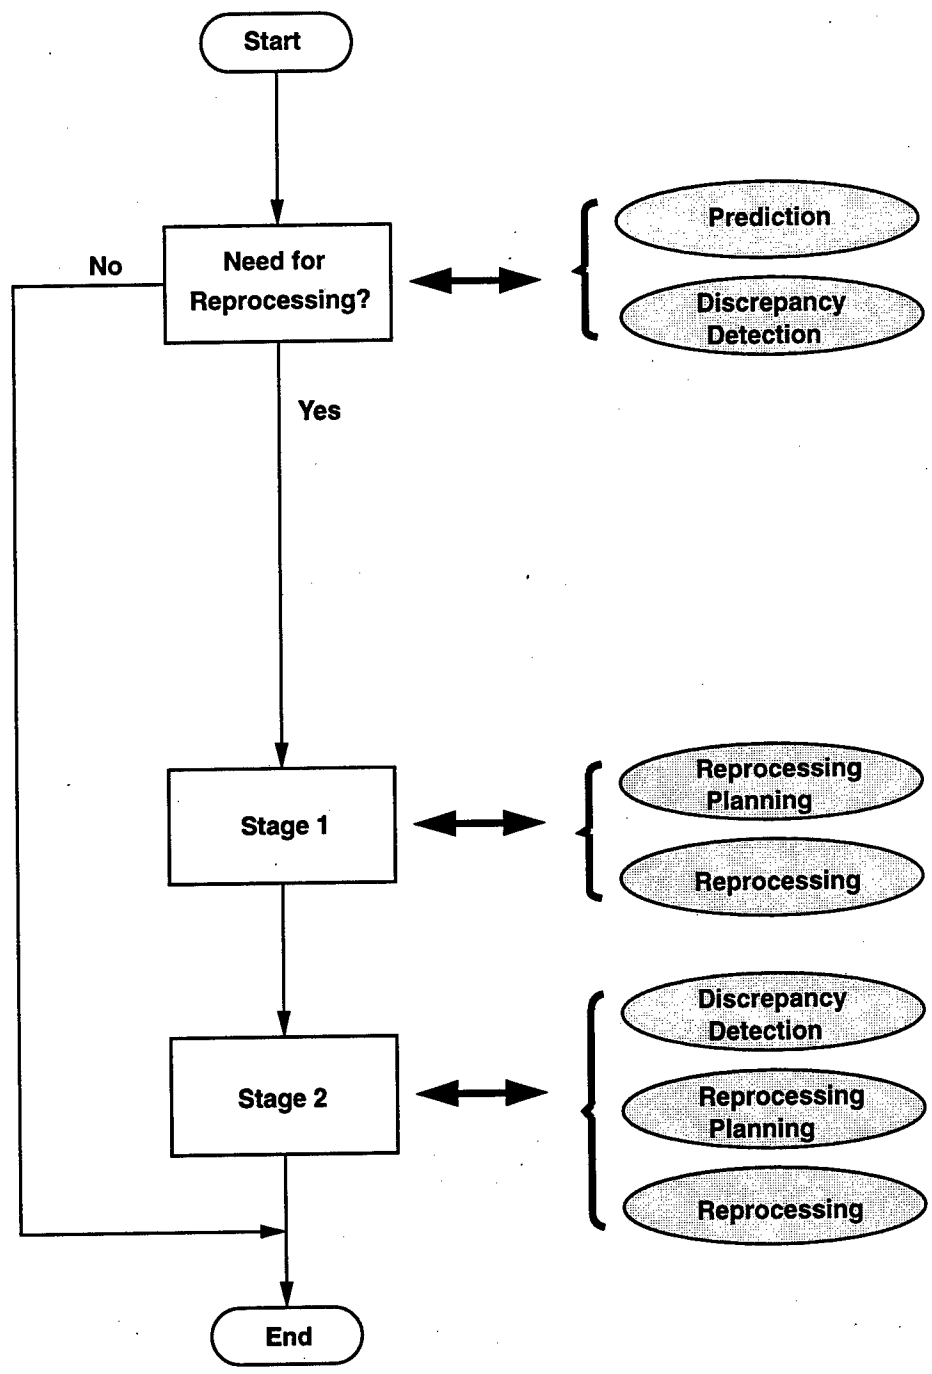 Start
No
Need for
Reprocessing?
Prediction
Discrepancy
Detection
Yes
Stage 1
Reprocessing
Planning
Reprocessing
Stage 2
Discrepancy
Detection
Reprocessing
Planning
Reprocessing
End